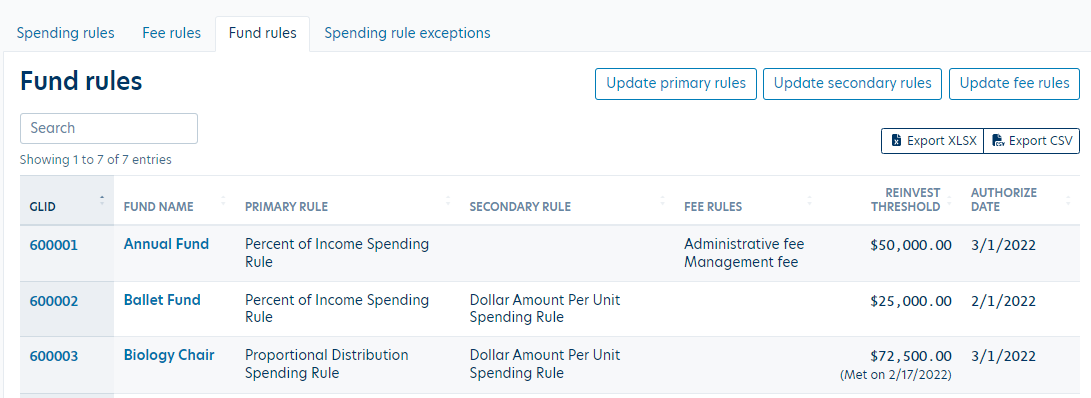 Spending rules Fee rules Fund rules Spending rule exceptions
Fund rules
Update primary rules Update secondary rules Update fee rules
Search
Export XLSX Export CSV
Showing 1 to 7 of 7 entries
GLID FUND NAME PRIMARY RULE SECONDARY RULE FEE RULES REINVEST THRESHOLD AUTHORIZE DATE
600001 Annual Fund Percent of Income Spending Rule Administrative fee Management fee $50,000.00 3/1/2022
600002 Ballet Fund Percent of Income Spending Rule Dollar Amount Per Unit Spending Rule $25,000.00 2/1/2022
600003 Biology Chair Proportional Distribution Spending Rule Dollar Amount Per Unit Spending Rule $72,500.00 (Met on 2/17/2022) 3/1/2022